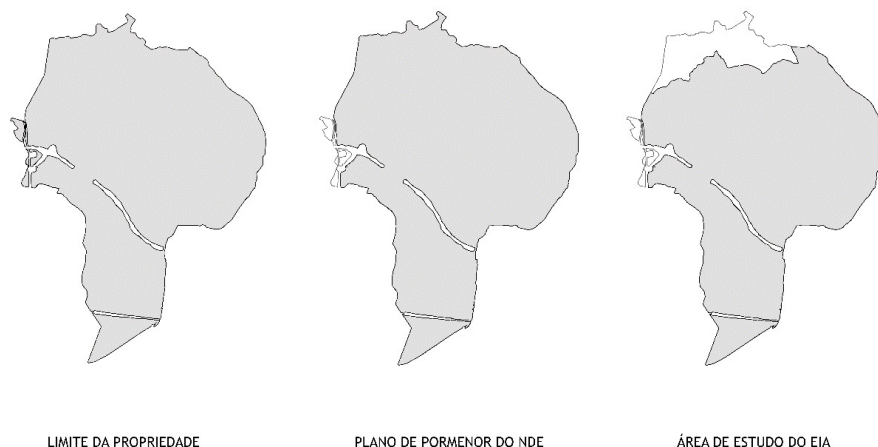 LIMITE DA PROPRIEDADE
PLANO DE PORMENOR DO NDE
ÁREA DE ESTUDO DO EIA